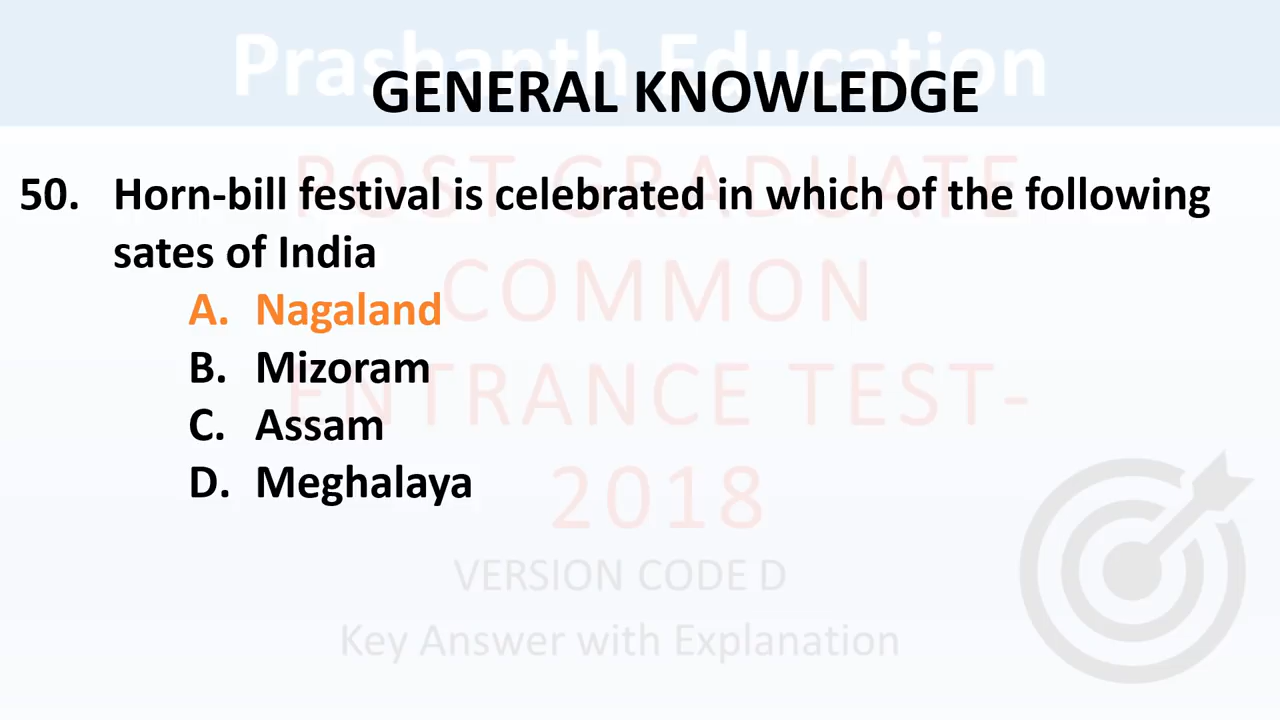 Prashanth Education
GENERAL KNOWLEDGE
POST GRADUATE
50. Horn-bill festival is celebrated in which of the following
sates of India
COMMON
A. Nagaland
B. Mizoram
ENTRANCE TEST-
C. Assam
D. Meghalaya
2018
VERSION CODE D
Key Answer with Explanation